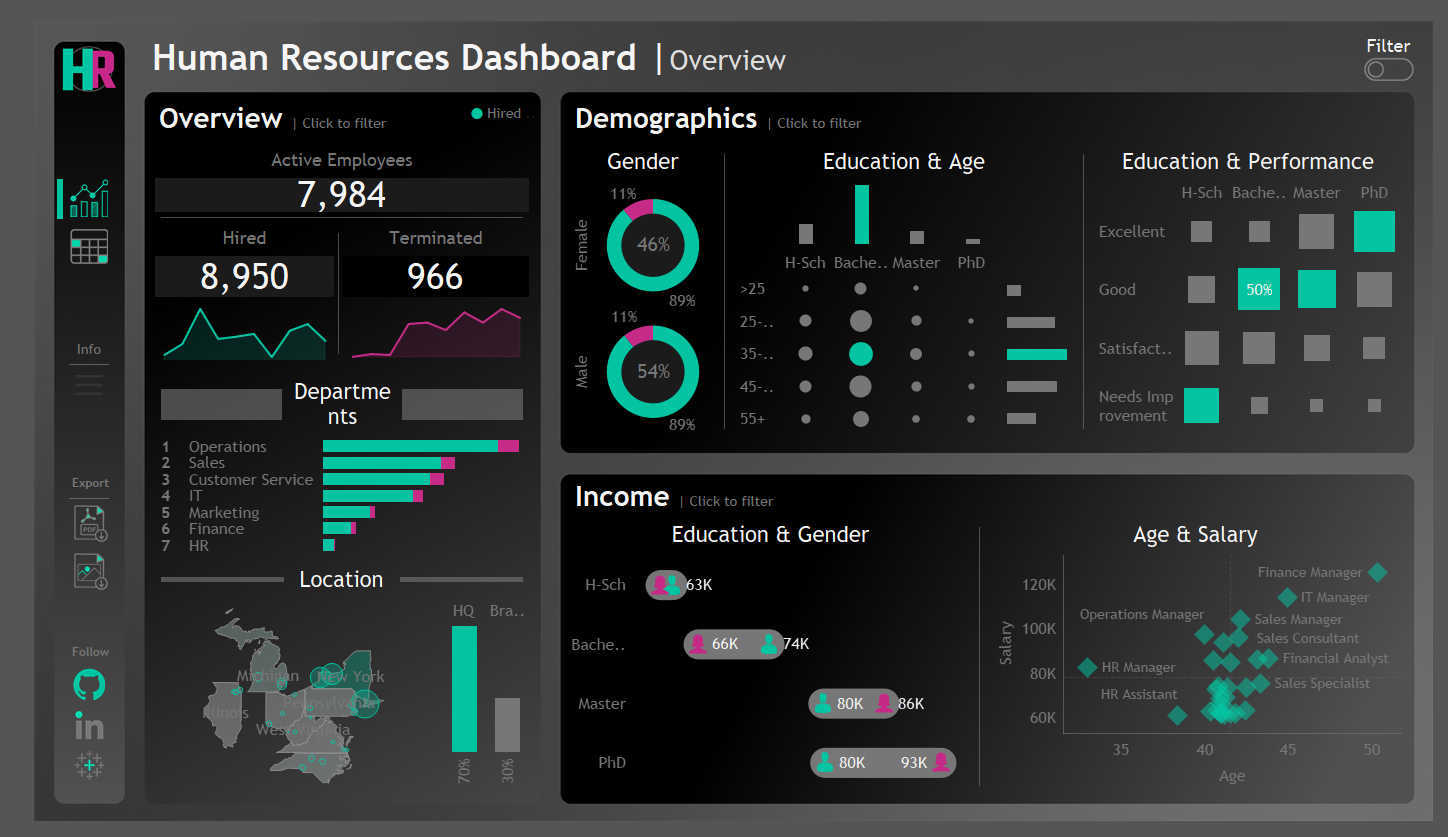 HR
Human Resources Dashboard | Overview
Filter
Overview | Click to filter
Hired ..
Active Employees
7,984
Hired
Terminated
8,950
966
Info
Departme
nts
1 Operations
2 Sales
3 Customer Service
4 IT
5 Marketing
6 Finance
7 HR
Export
PDF
Location
HQ Bra..
Michigan
New York
Illinois
Pennsylvania
West Virginia
70% 30%
Follow
in
Demographics | Click to filter
Gender
11%
Female
46%
89%
11%
Male
54%
89%
Education & Age
H-Sch Bache.. Master PhD
>25
25-..
35-..
45-..
55+
Education & Performance
H-Sch Bache.. Master PhD
Excellent
Good
50%
Satisfact..
Needs Imp
rovement
Income | Click to filter
Education & Gender
H-Sch
63K
Bache..
66K 74K
Master
80K 86K
PhD
80K 93K
Age & Salary
120K
100K
80K
60K
Salary
Finance Manager
IT Manager
Operations Manager
Sales Manager
Sales Consultant
Financial Analyst
HR Manager
Sales Specialist
HR Assistant
35 40 45 50
Age